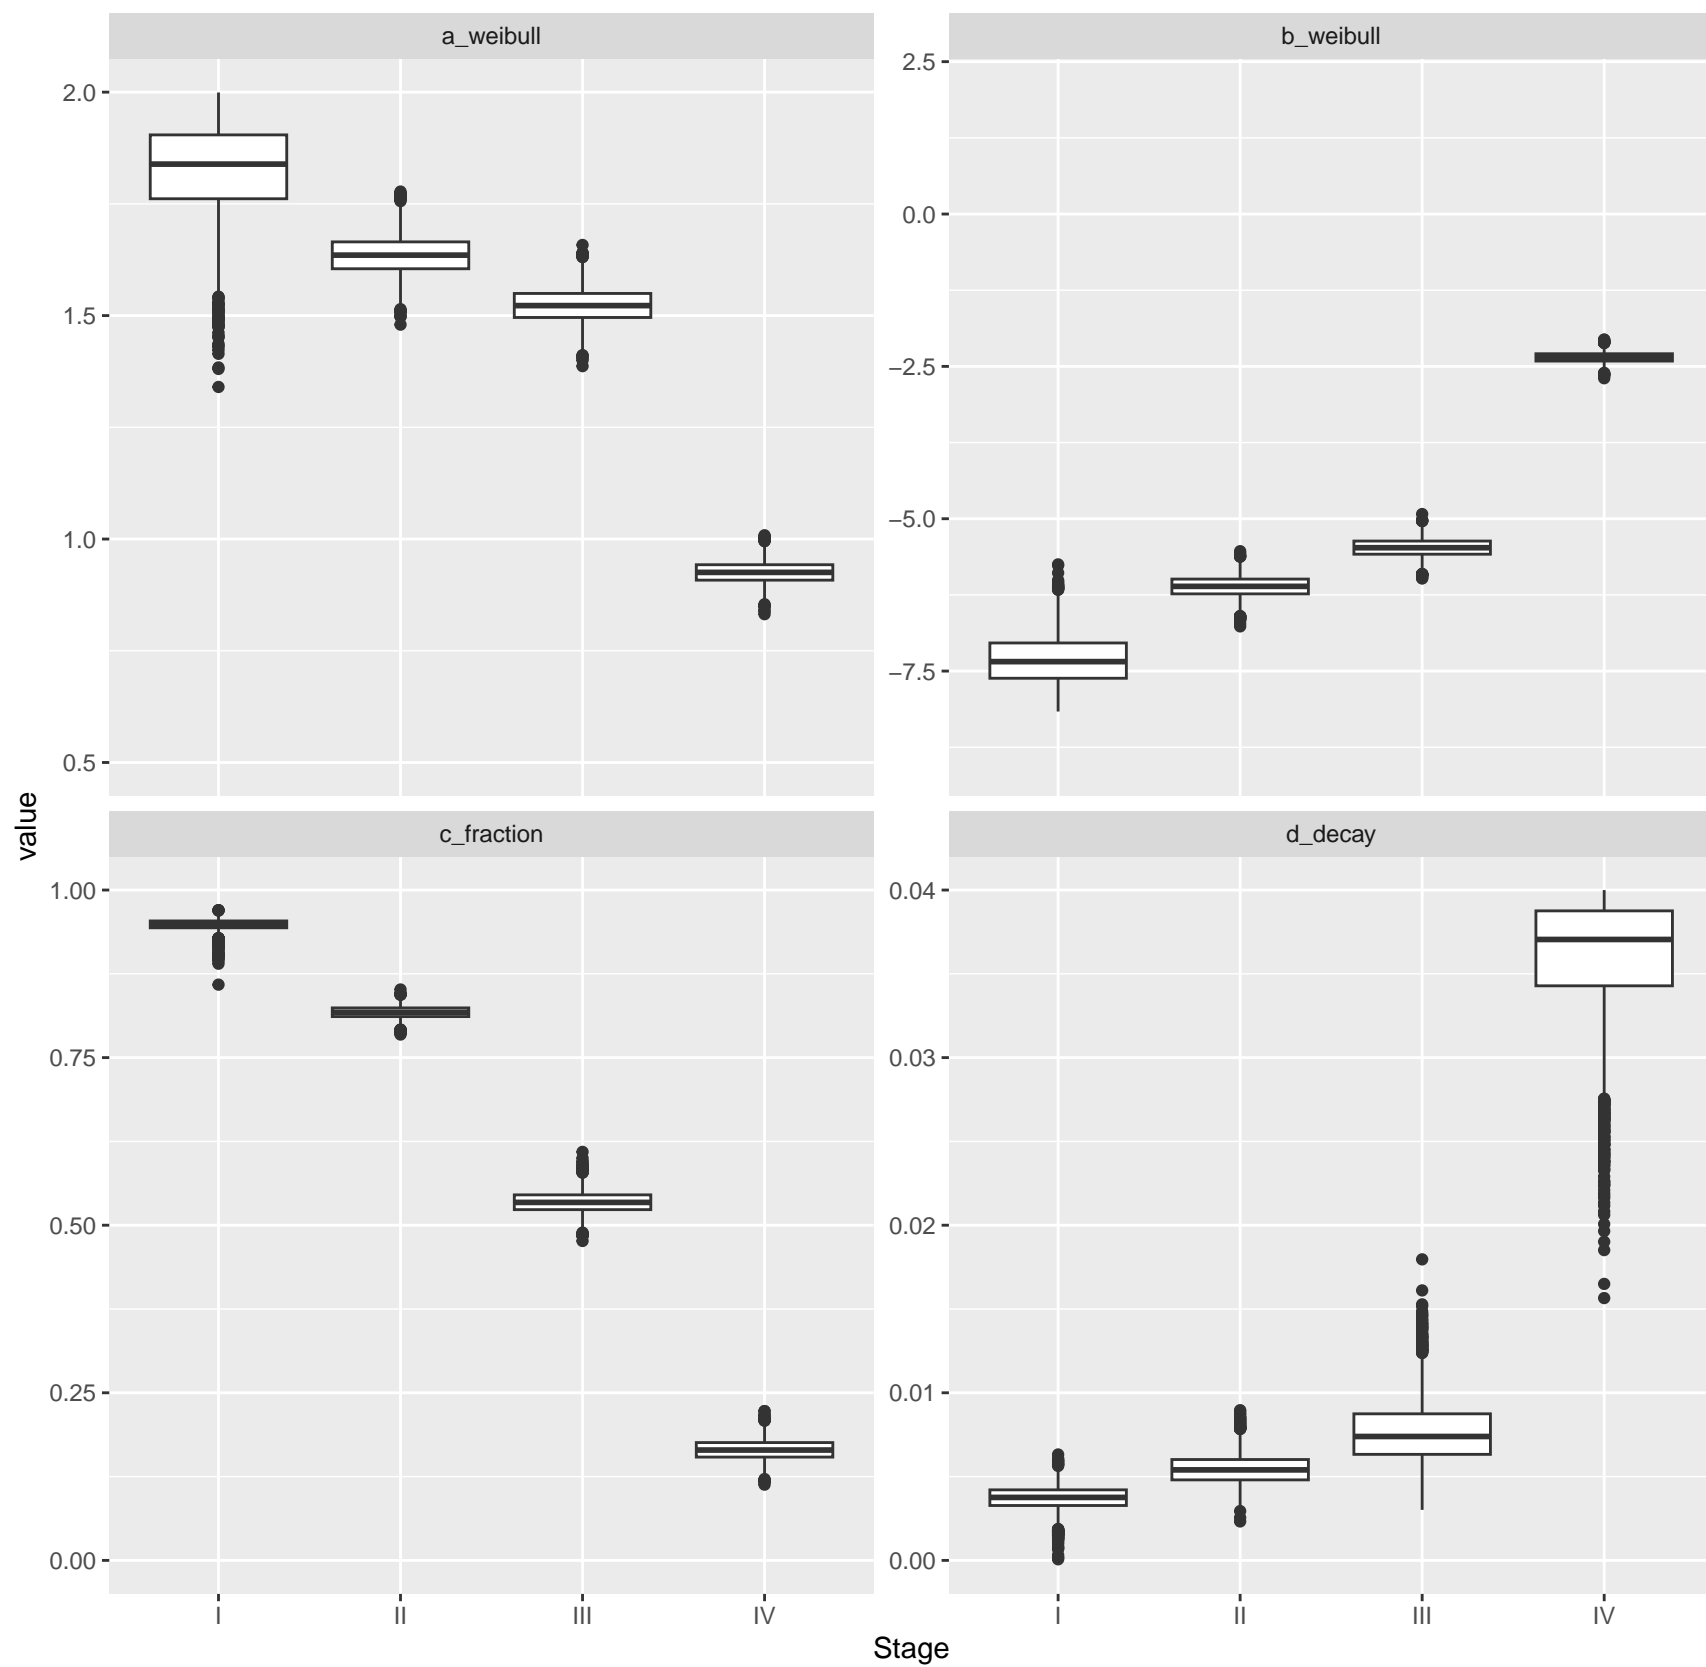 a_weibull
b_weibull
2.0
1.5
1.0
0.5
2.5
0.0
−2.5
−5.0
−7.5
value
c_fraction
d_decay
1.00
0.75
0.50
0.25
0.00
0.04
0.03
0.02
0.01
0.00
I II III IV
I II III IV
Stage